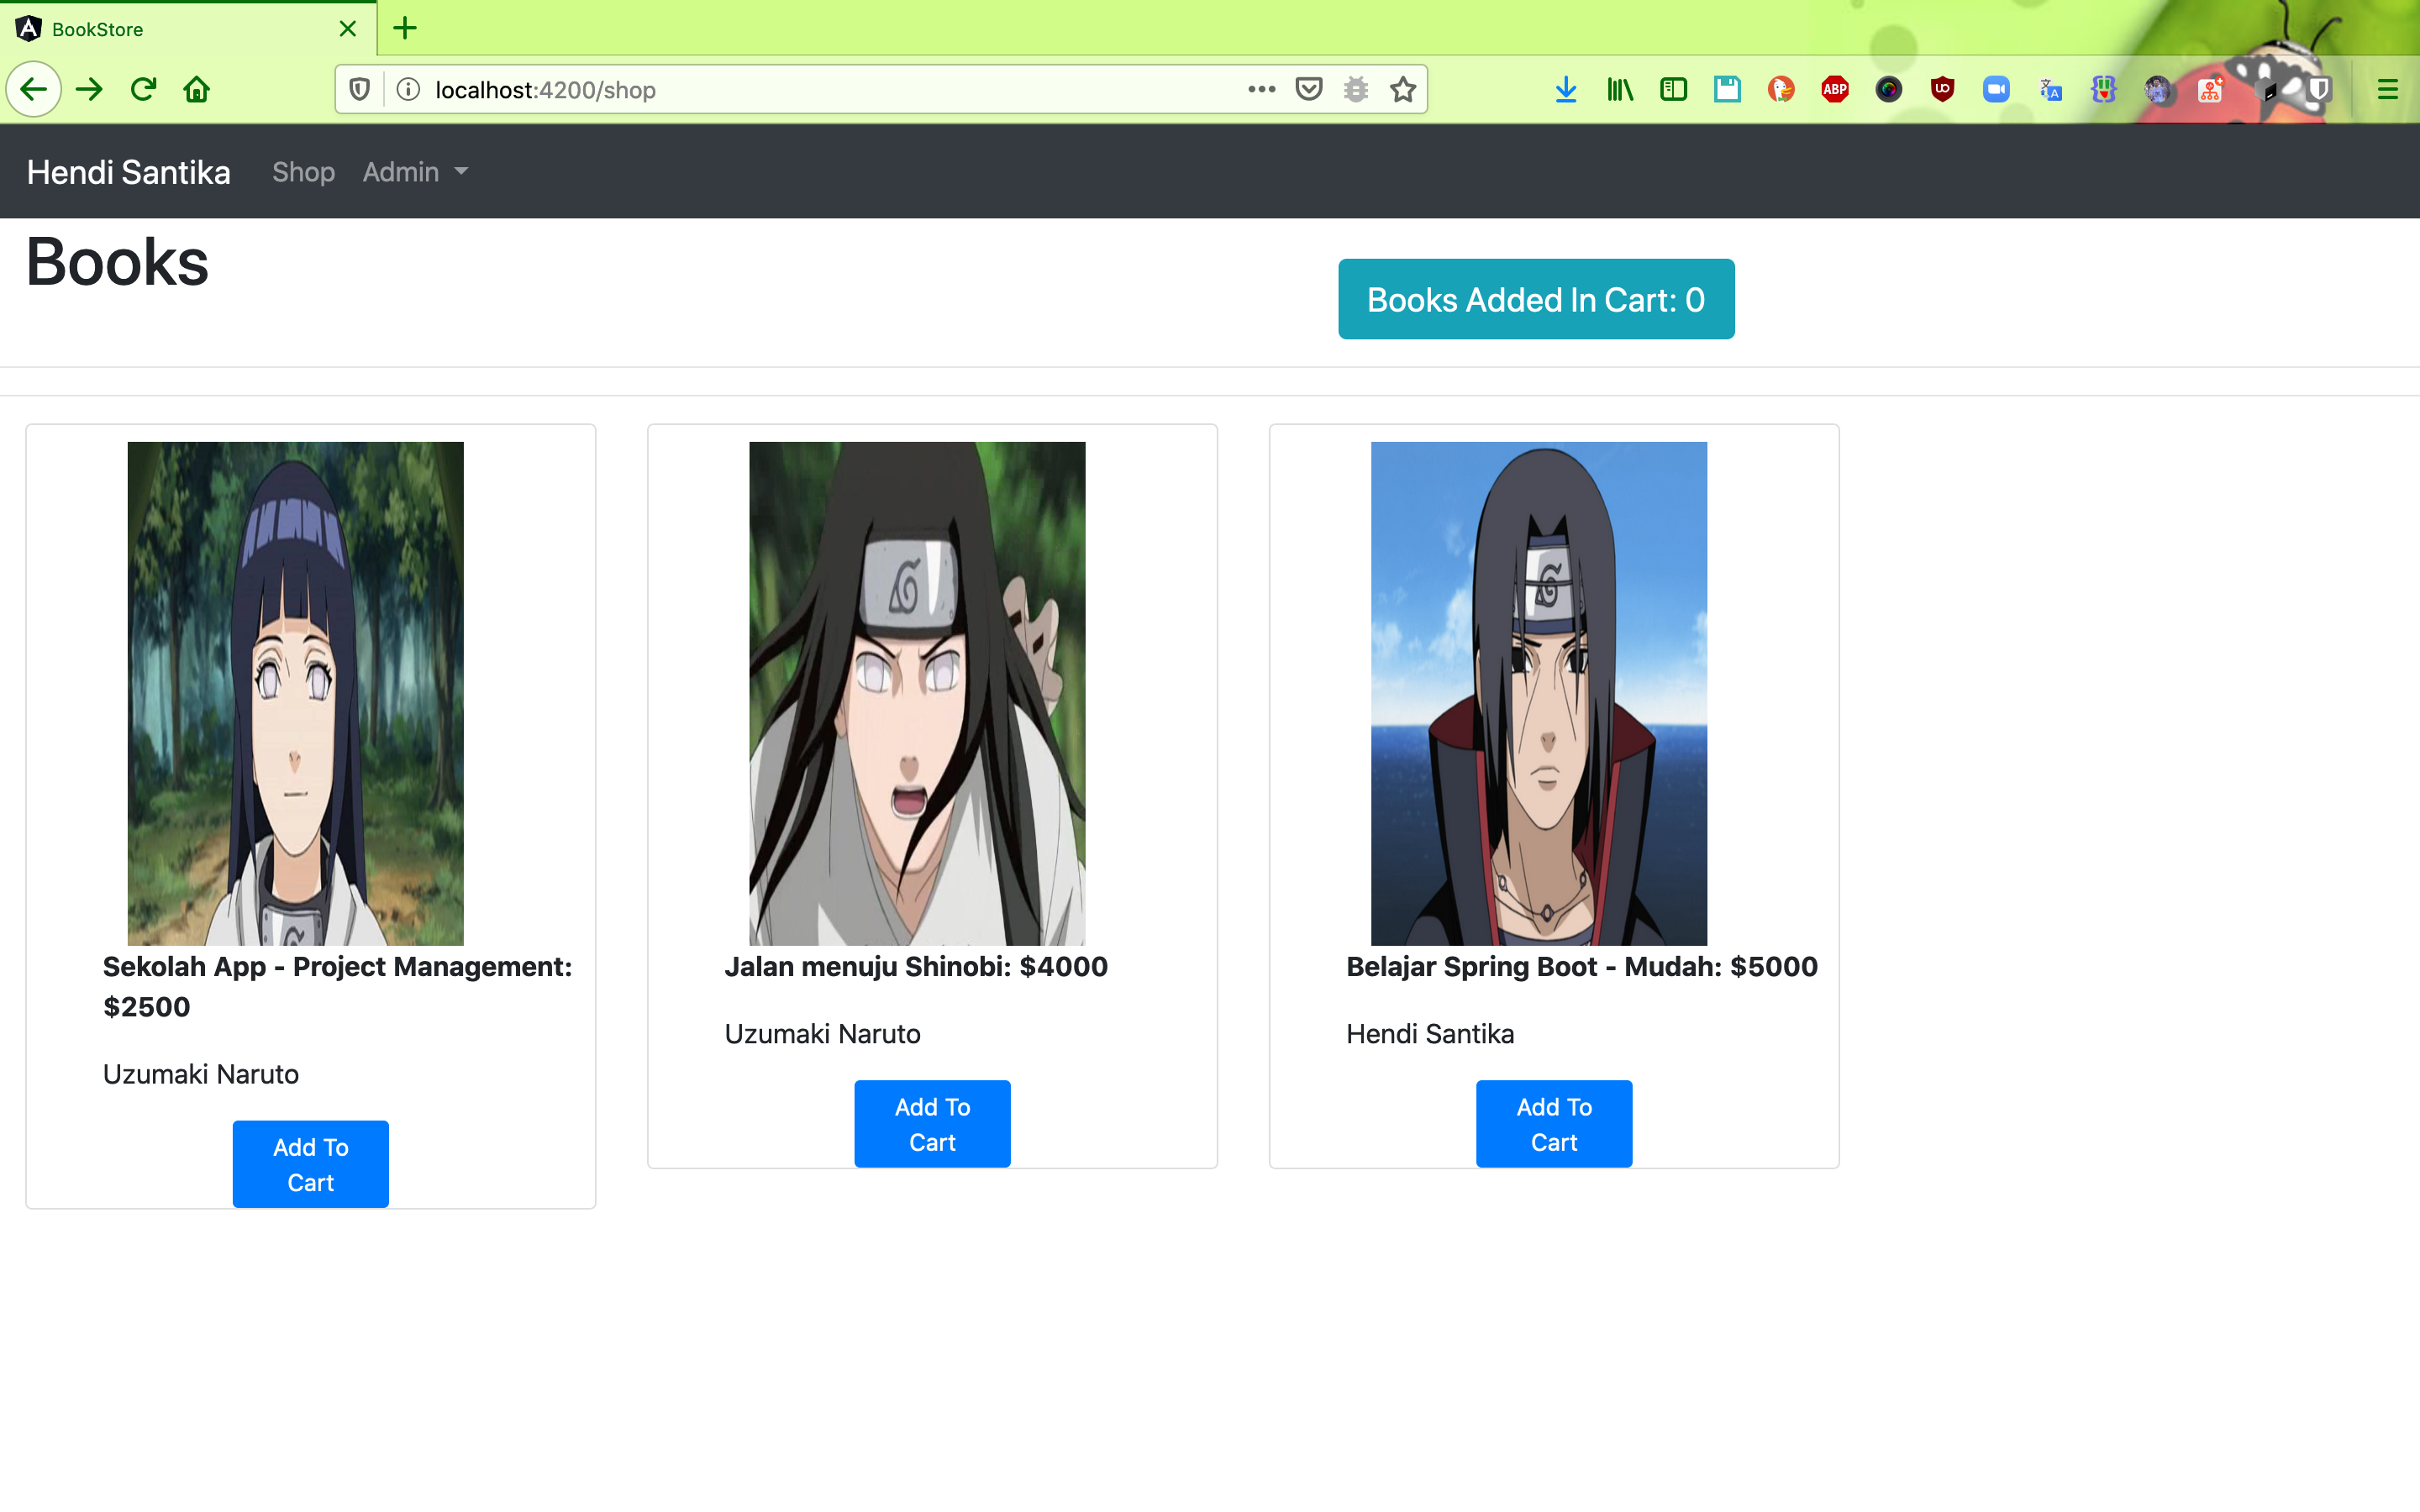 BookStore
localhost:4200/shop
ABP
Hendi Santika Shop Admin
Books
Books Added In Cart: 0
Sekolah App - Project Management:
$2500
Uzumaki Naruto
Add To
Cart
Jalan menuju Shinobi: $4000
Uzumaki Naruto
Add To
Cart
Belajar Spring Boot - Mudah: $5000
Hendi Santika
Add To
Cart